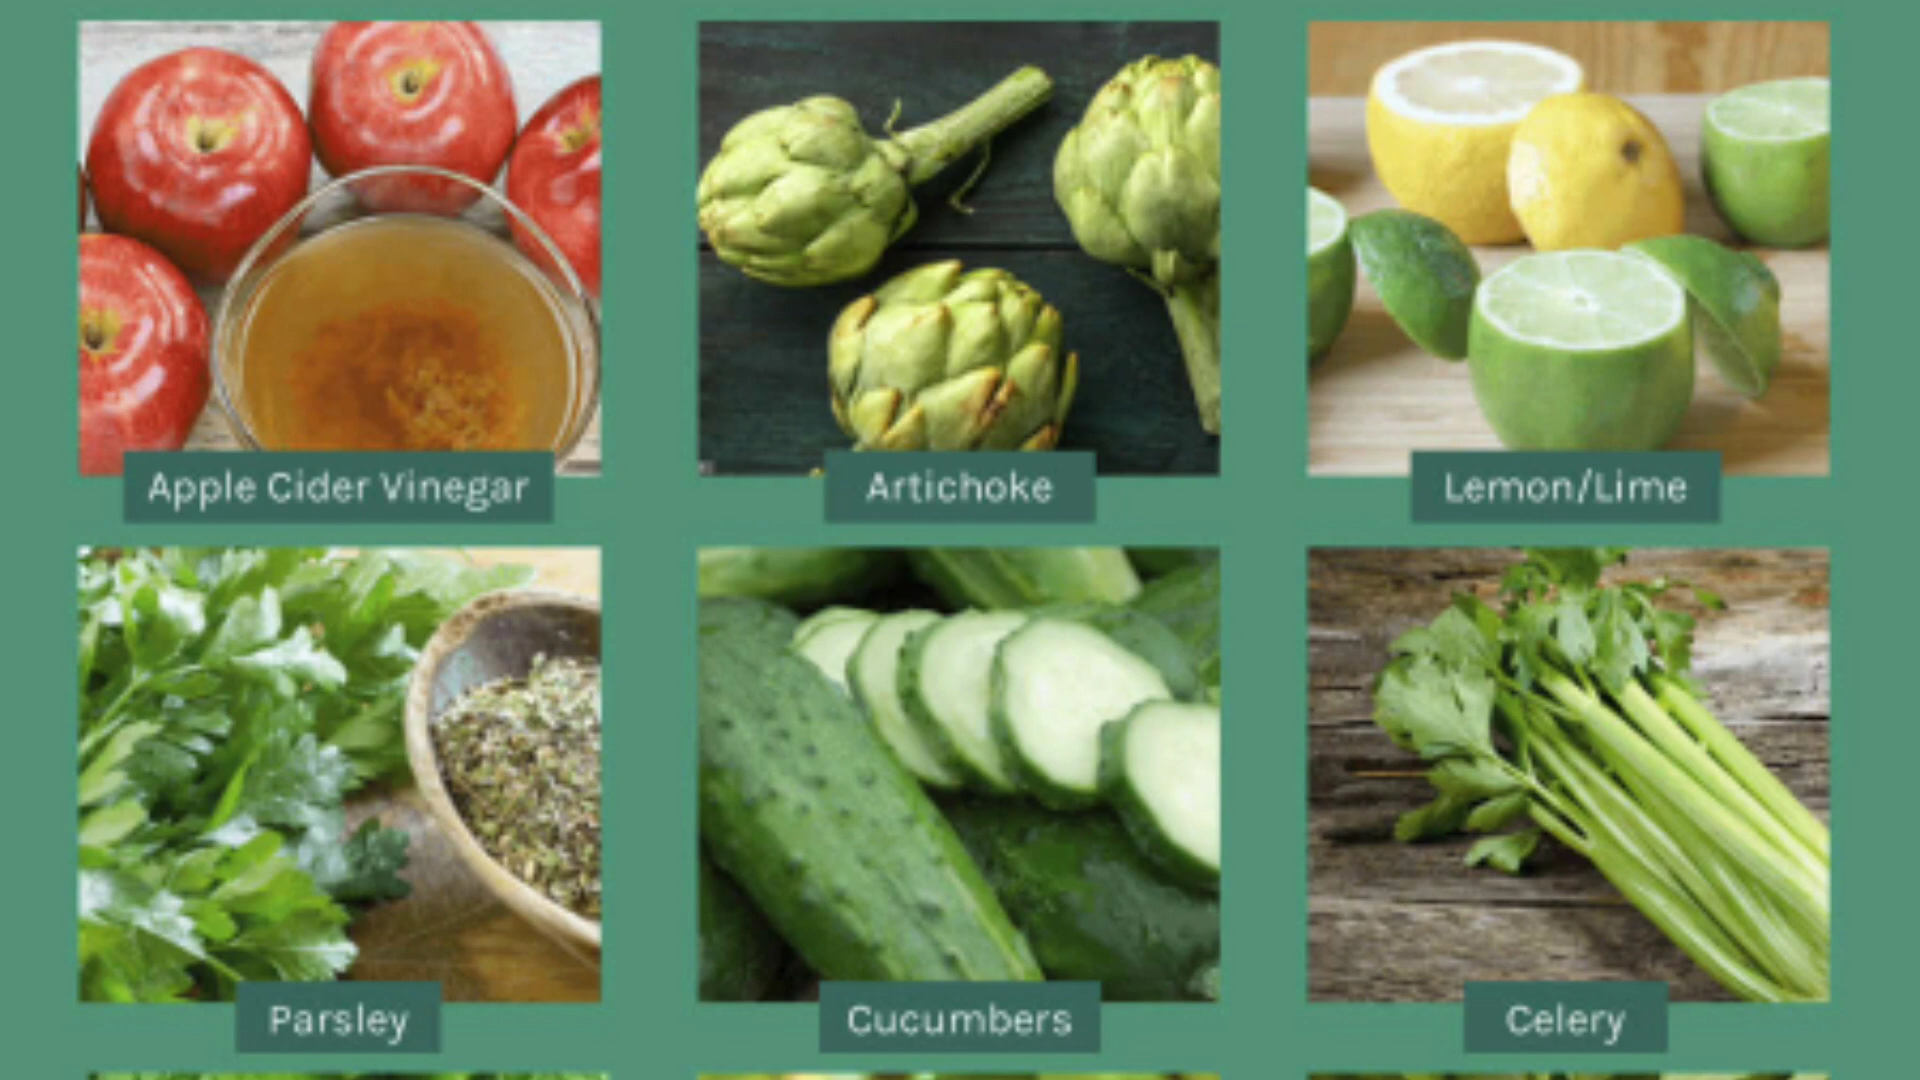 Apple Cider Vinegar
Artichoke
Lemon/Lime
Parsley
Cucumbers
Celery